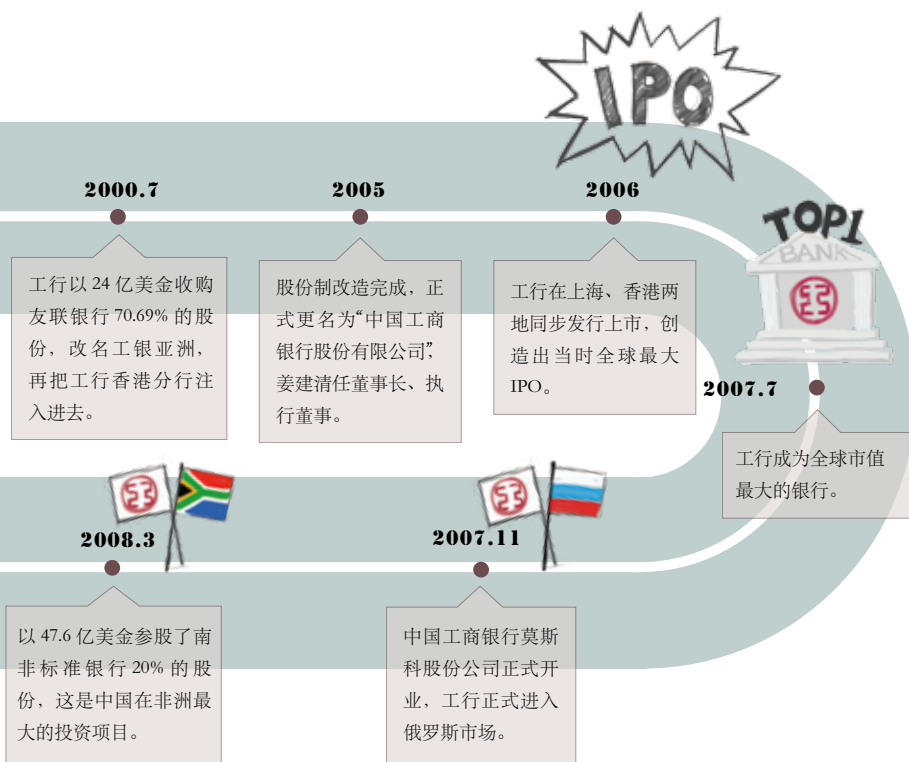 IPO
2000.7
工行以 24 亿美金收购
友联银行 70.69% 的股
份，改名工银亚洲，
再把工行香港分行注
入进去。
2005
股份制改造完成，正
式更名为“中国工商
银行股份有限公司”，
姜建清任董事长、执
行董事。
2006
工行在上海、香港两
地同步发行上市，创
造出当时全球最大
IPO。
TOP1
BANK
2007.7
工行成为全球市值
最大的银行。
2007.11
中国工商银行莫斯
科股份公司正式开
业，工行正式进入
俄罗斯市场。
2008.3
以 47.6 亿美金参股了南
非标准银行 20% 的股
份，这是中国在非洲最
大的投资项目。